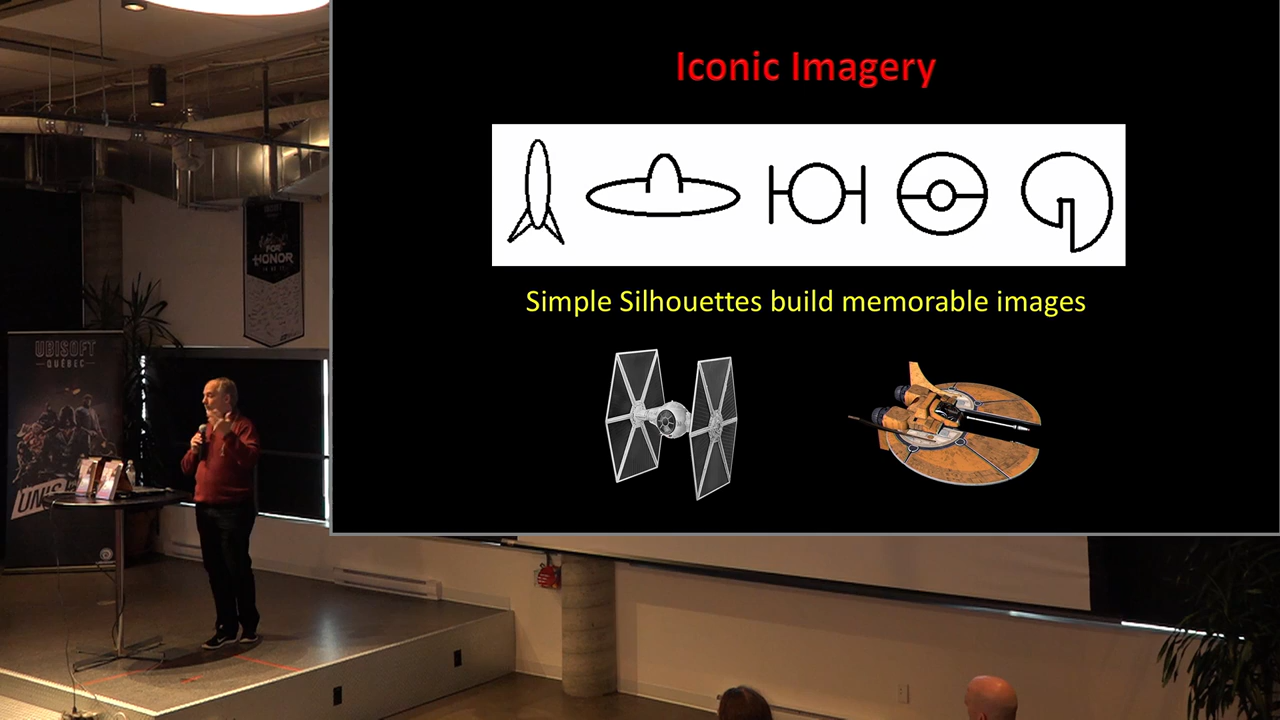 Iconic Imagery
Simple Silhouettes build memorable images
FOR
HONOR
UBISOFT
QUÉBEC